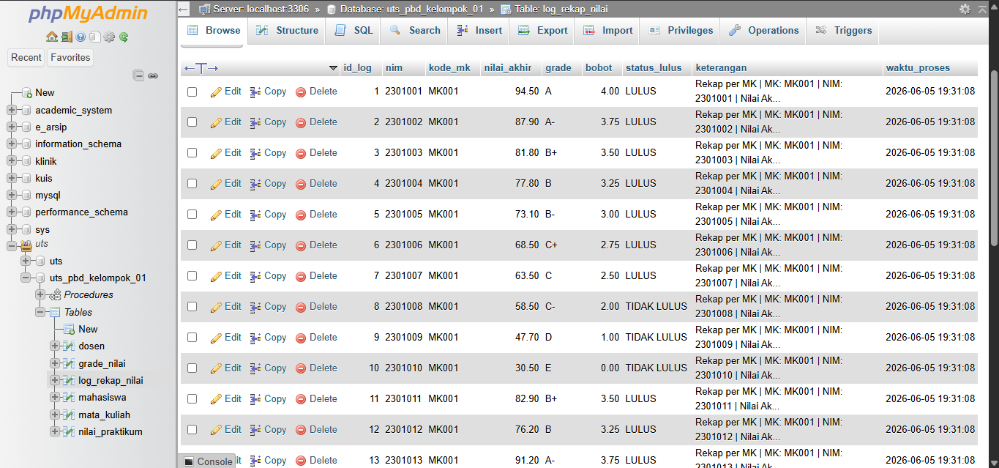 phpMyAdmin
Recent Favorites
New
academic_system
e_arsip
information_schema
klinik
kuis
mysql
performance_schema
sys
uts
uts
uts_pbd_kelompok_01
Procedures
Tables
New
dosen
grade_nilai
log_rekap_nilai
mahasiswa
mata_kuliah
nilai_praktikum
Server: localhost:3306 » Database: uts_pbd_kelompok_01 » Table: log_rekap_nilai
Browse Structure SQL Search Insert Export Import Privileges Operations Triggers
←T→ id_log nim kode_mk nilai_akhir grade bobot status_lulus keterangan waktu_proses
Edit Copy Delete 1 2301001 MK001 94.50 A 4.00 LULUS Rekap per MK | MK: MK001 | NIM: 2026-06-05 19:31:08
2301001 | Nilai Ak...
Edit Copy Delete 2 2301002 MK001 87.90 A- 3.75 LULUS Rekap per MK | MK: MK001 | NIM: 2026-06-05 19:31:08
2301002 | Nilai Ak...
Edit Copy Delete 3 2301003 MK001 81.80 B+ 3.50 LULUS Rekap per MK | MK: MK001 | NIM: 2026-06-05 19:31:08
2301003 | Nilai Ak...
Edit Copy Delete 4 2301004 MK001 77.80 B 3.25 LULUS Rekap per MK | MK: MK001 | NIM: 2026-06-05 19:31:08
2301004 | Nilai Ak...
Edit Copy Delete 5 2301005 MK001 73.10 B- 3.00 LULUS Rekap per MK | MK: MK001 | NIM: 2026-06-05 19:31:08
2301005 | Nilai Ak...
Edit Copy Delete 6 2301006 MK001 68.50 C+ 2.75 LULUS Rekap per MK | MK: MK001 | NIM: 2026-06-05 19:31:08
2301006 | Nilai Ak...
Edit Copy Delete 7 2301007 MK001 63.50 C 2.50 LULUS Rekap per MK | MK: MK001 | NIM: 2026-06-05 19:31:08
2301007 | Nilai Ak...
Edit Copy Delete 8 2301008 MK001 58.50 C- 2.00 TIDAK LULUS Rekap per MK | MK: MK001 | NIM: 2026-06-05 19:31:08
2301008 | Nilai Ak...
Edit Copy Delete 9 2301009 MK001 47.70 D 1.00 TIDAK LULUS Rekap per MK | MK: MK001 | NIM: 2026-06-05 19:31:08
2301009 | Nilai Ak...
Edit Copy Delete 10 2301010 MK001 30.50 E 0.00 TIDAK LULUS Rekap per MK | MK: MK001 | NIM: 2026-06-05 19:31:08
2301010 | Nilai Ak...
Edit Copy Delete 11 2301011 MK001 82.90 B+ 3.50 LULUS Rekap per MK | MK: MK001 | NIM: 2026-06-05 19:31:08
2301011 | Nilai Ak...
Edit Copy Delete 12 2301012 MK001 76.20 B 3.25 LULUS Rekap per MK | MK: MK001 | NIM: 2026-06-05 19:31:08
2301012 | Nilai Ak...
Copy Delete 13 2301013 MK001 91.20 A- 3.75 LULUS Rekap per MK | MK: MK001 | NIM: 2026-06-05 19:31:08
2301013 | Nilai Ak...
Console